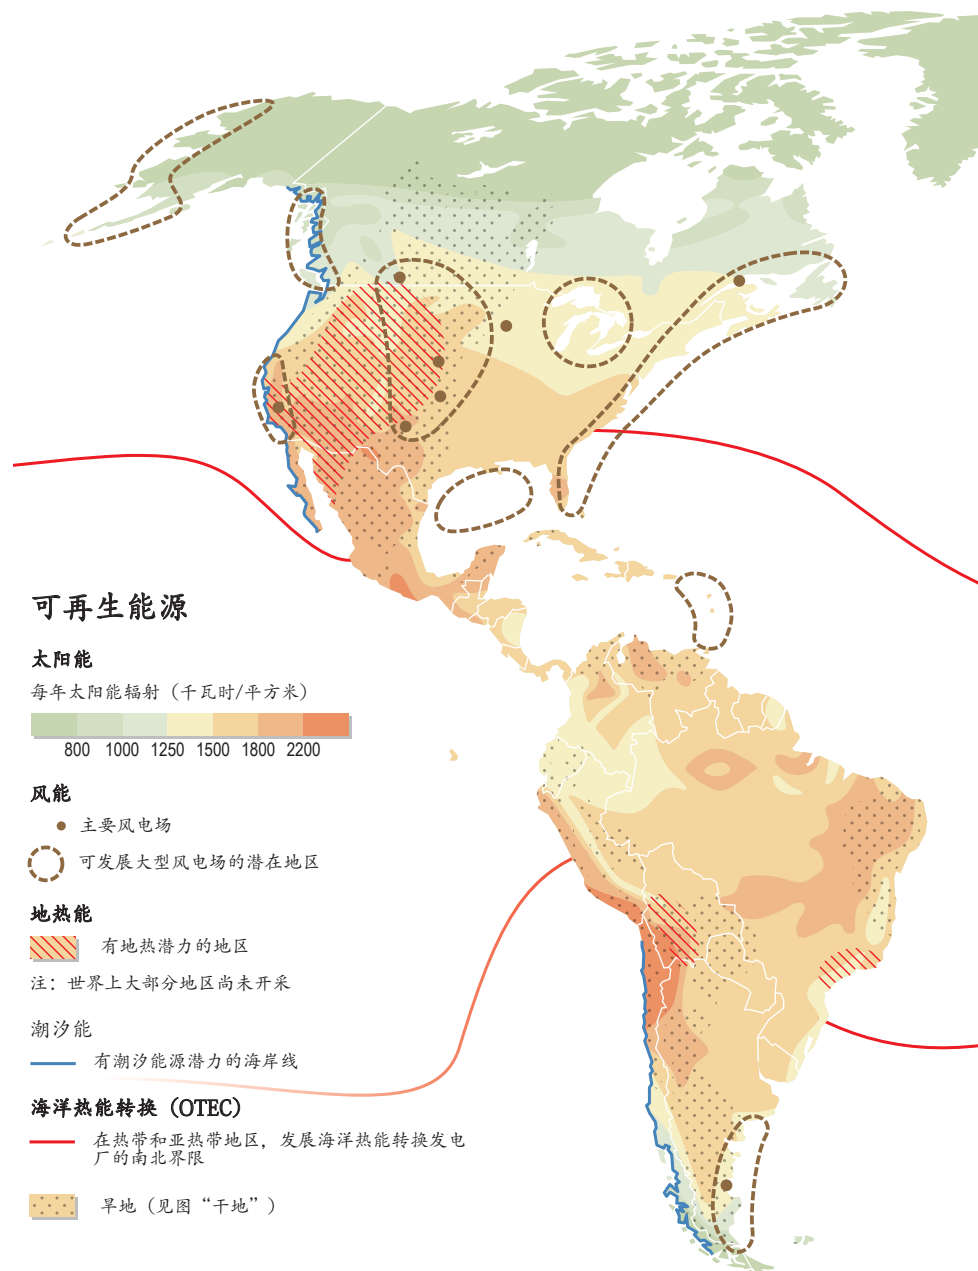 可再生能源
太阳能
每年太阳能辐射（千瓦时/平方米）
800 1000 1250 1500 1800 2200
风能
主要风电场
可发展大型风电场的潜在地区
地热能
有地热潜力的地区
注：世界上大部分地区尚未开采
潮汐能
有潮汐能源潜力的海岸线
海洋热能转换（OTEC）
在热带和亚热带地区，发展海洋热能转换发电
厂的南北界限
旱地（见图“干地”）